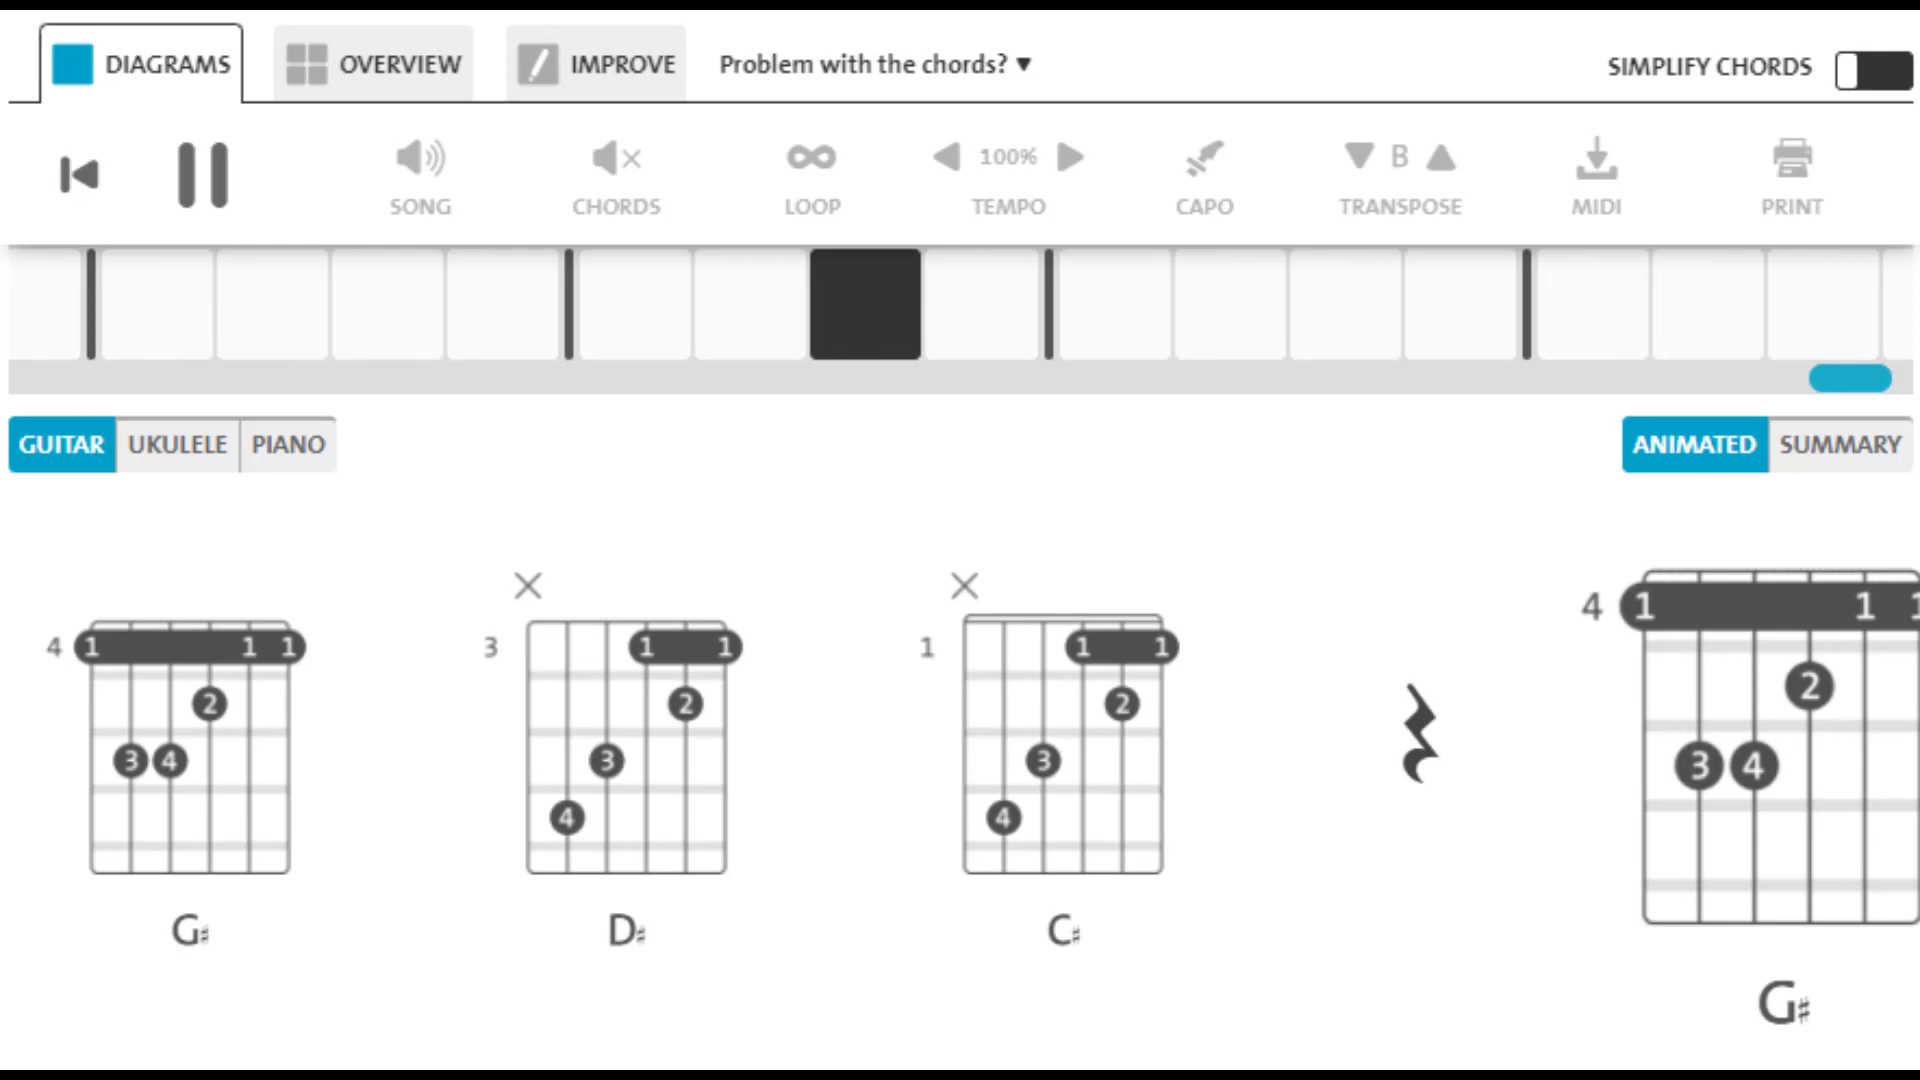 DIAGRAMS OVERVIEW IMPROVE Problem with the chords? ▼ SIMPLIFY CHORDS
100% B
SONG CHORDS LOOP TEMPO CAPO TRANSPOSE MIDI PRINT
GUITAR UKULELE PIANO ANIMATED SUMMARY
4 1 1 1
2
3 4
G♯
3 1 1
2
3
4
D♯
1 1 1
2
3
4
C♯
4 1 1 1
2
3 4
G♯